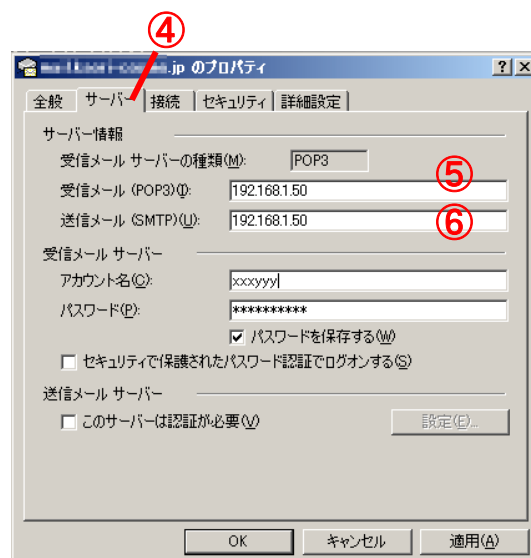 ④
.jp のプロパティ
全般 サーバー 接続 セキュリティ 詳細設定
サーバー情報
受信メール サーバーの種類(M): POP3
受信メール (POP3)(I): 192.168.1.50 ⑤
送信メール (SMTP)(U): 192.168.1.50 ⑥
受信メール サーバー
アカウント名(C): xxxyyy
パスワード(P): **********
パスワードを保存する(W)
セキュリティで保護されたパスワード認証でログオンする(S)
送信メール サーバー
このサーバーは認証が必要(V) 設定(E)...
OK キャンセル 適用(A)